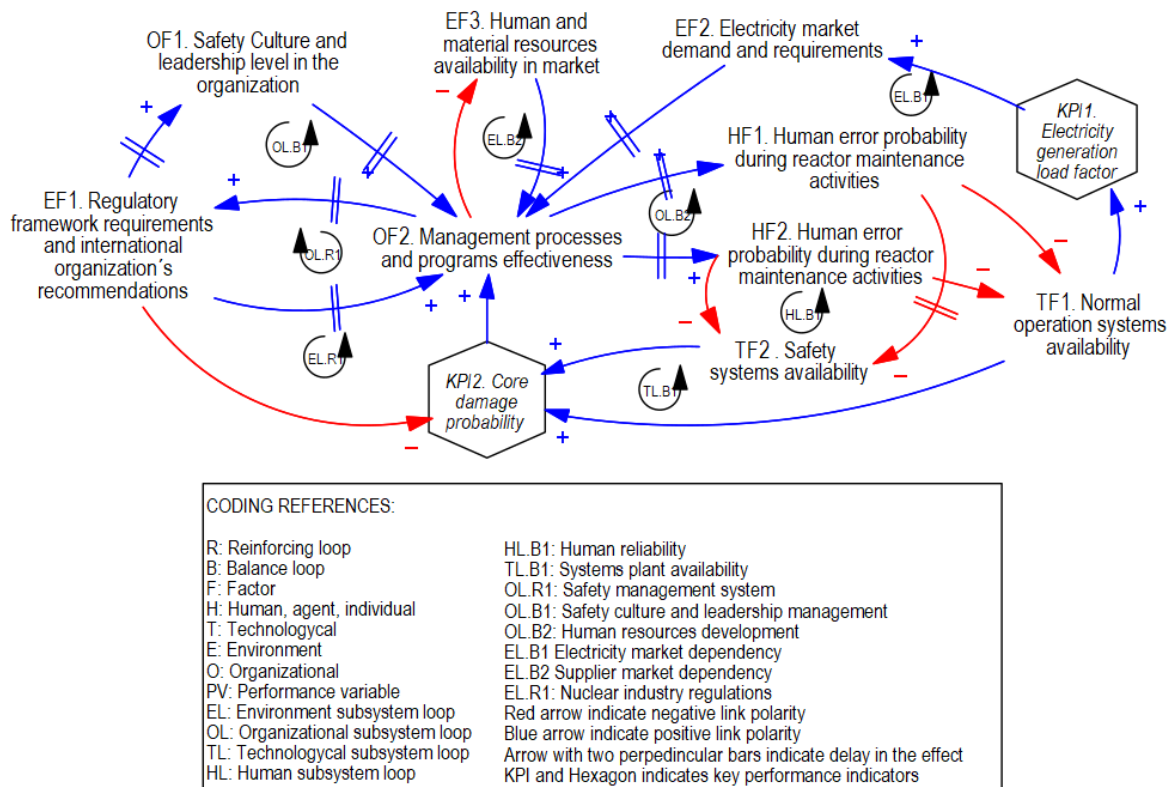 OF1. Safety Culture and
leadership level in the
organization
EF3. Human and
material resources
availability in market
EF2. Electricity market
demand and requirements
KPI1.
Electricity
generation
load factor
EL.B1
OL.B1
EL.B2
HF1. Human error probability
during reactor maintenance
activities
EF1. Regulatory
framework requirements
and international
organization´s
recommendations
OL.R1
OL.B2
OF2. Management processes
and programs effectiveness
HF2. Human error
probability during reactor
maintenance activities
HL.B1
TF1. Normal
operation systems
availability
EL.R1
TF2. Safety
systems availability
TL.B1
KPI2. Core
damage
probability
+
+
+
+
+
+
+
+
+
+
+
+
+
+
–
–
–
–
–
–
CODING REFERENCES:
R: Reinforcing loop
B: Balance loop
F: Factor
H: Human, agent, individual
T: Technologycal
E: Environment
O: Organizational
PV: Performance variable
EL: Environment subsystem loop
OL: Organizational subsystem loop
TL: Technologycal subsystem loop
HL: Human subsystem loop
HL.B1: Human reliability
TL.B1: Systems plant availability
OL.R1: Safety management system
OL.B1: Safety culture and leadership management
OL.B2: Human resources development
EL.B1 Electricity market dependency
EL.B2 Supplier market dependency
EL.R1: Nuclear industry regulations
Red arrow indicate negative link polarity
Blue arrow indicate positive link polarity
Arrow with two perpedincular bars indicate delay in the effect
KPI and Hexagon indicates key performance indicators